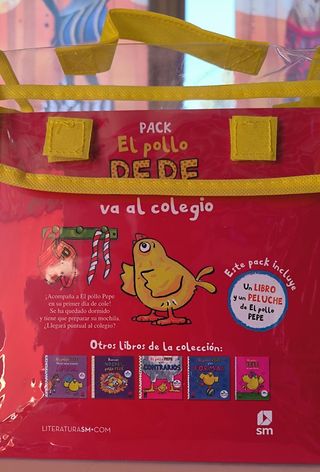 PACK
El pollo
PEPE
va al colegio
¡Acompaña a El pollo Pepe
en su primer día de cole!
Se ha quedado dormido
y tiene que preparar su mochila.
¿Llegará puntual al colegio?
Este pack incluye
Un LIBRO
y un PELUCHE
de El pollo
PEPE
Otros libros de la colección:
CONTRARIOS
LITERATURASM•COM
sm